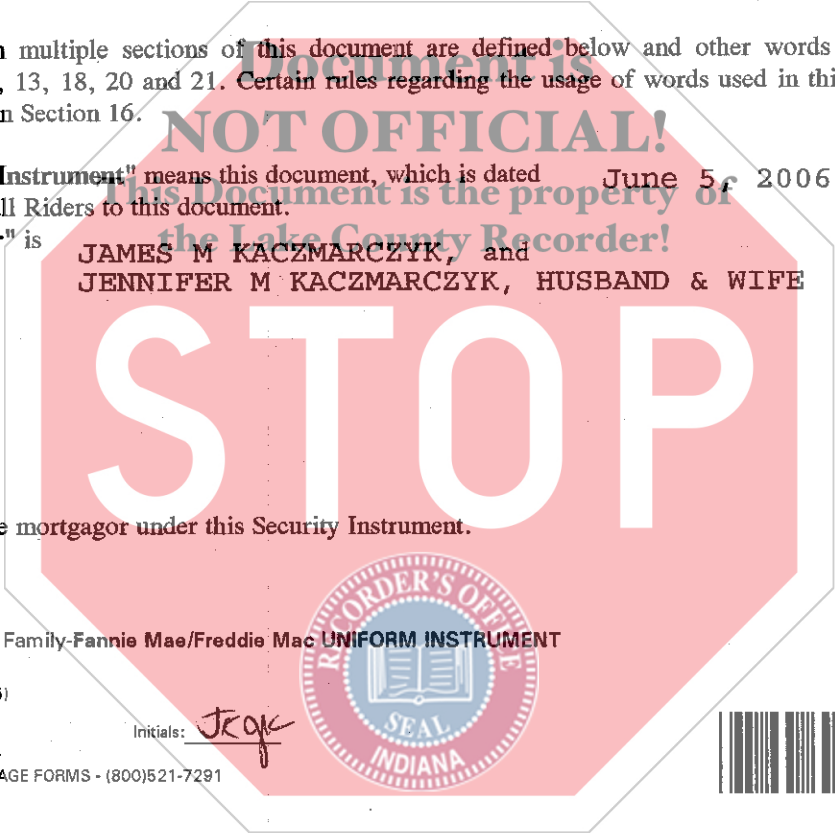 multiple sections of this document are defined below and other words
, 13, 18, 20 and 21. Certain rules regarding the usage of words used in thi
n Section 16.
Document is
NOT OFFICIAL!
This Document is the property of
the Lake County Recorder!
Instrument" means this document, which is dated June 5, 2006
ll Riders to this document.
" is JAMES M KACZMARCZYK, and
JENNIFER M KACZMARCZYK, HUSBAND & WIFE
STOP
e mortgagor under this Security Instrument.
Family-Fannie Mae/Freddie Mac UNIFORM INSTRUMENT
RECORDER'S OFFICE
SEAL
INDIANA
Initials:
AGE FORMS - (800)521-7291